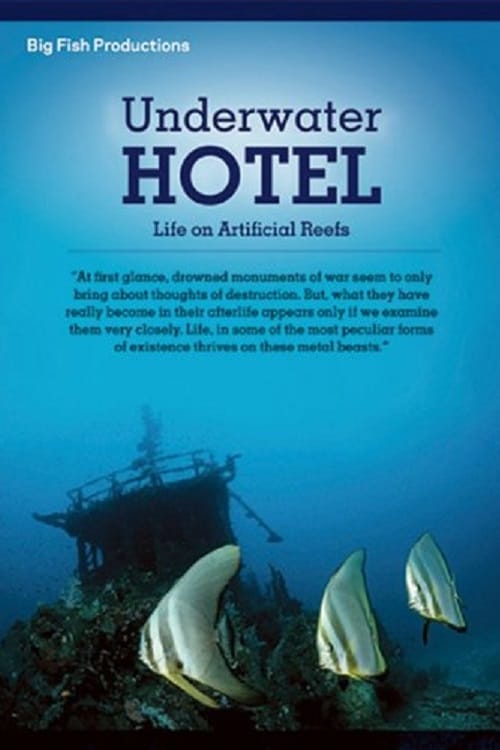 Big Fish Productions
Underwater
HOTEL
Life on Artificial Reefs
"At first glance, drowned monuments of war seem to only
bring about thoughts of destruction. But, what they have
really become in their afterlife appears only if we examine
them very closely. Life, in some of the most peculiar forms
of existence thrives on these metal beasts."